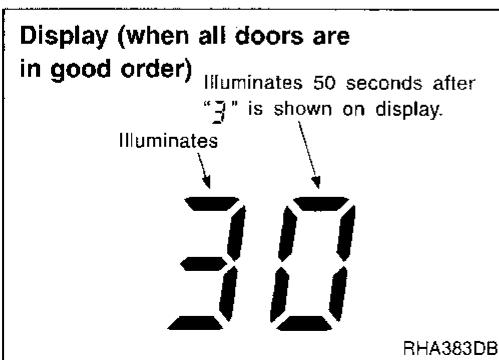 Display (when all doors are
in good order)
Illuminates 50 seconds after
"3" is shown on display.
Illuminates
30
RHA383DB